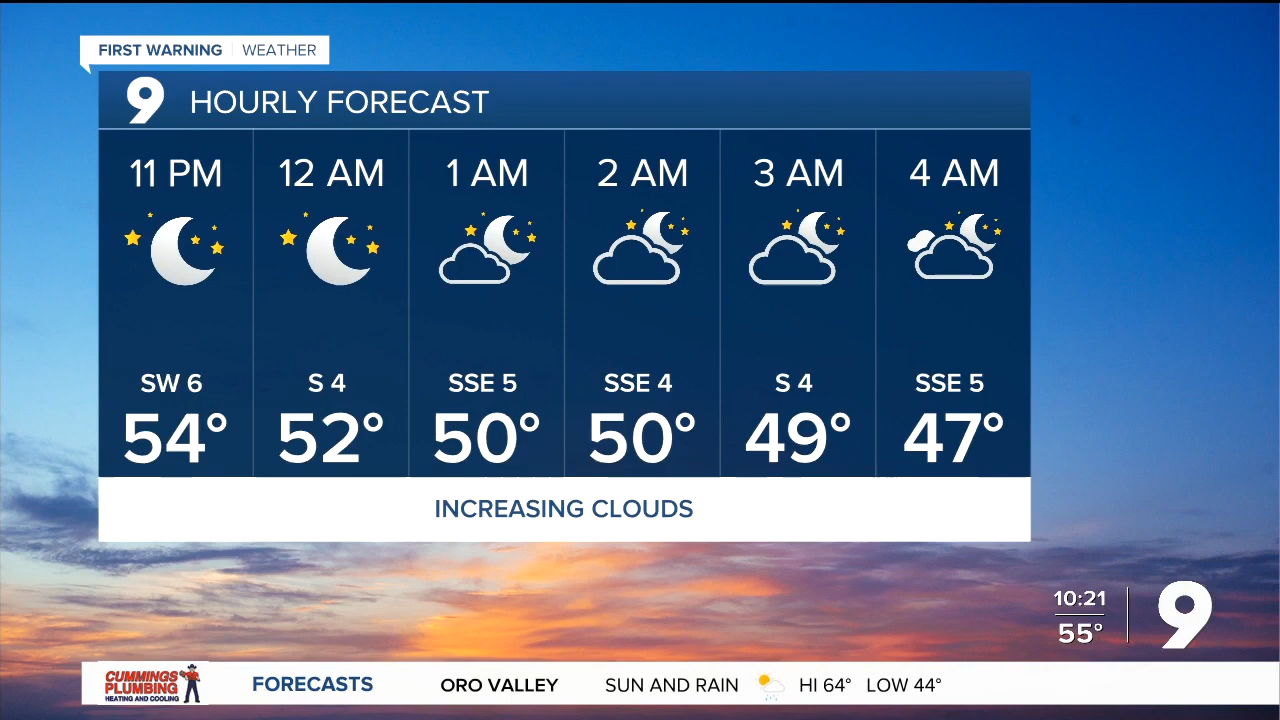 FIRST WARNING WEATHER
9 HOURLY FORECAST
11 PM 12 AM 1 AM 2 AM 3 AM 4 AM
SW 6 S 4 SSE 5 SSE 4 S 4 SSE 5
54° 52° 50° 50° 49° 47°
INCREASING CLOUDS
10:21
55°
9
CUMMINGS
PLUMBING
HEATING AND COOLING
FORECASTS ORO VALLEY SUN AND RAIN HI 64° LOW 44°